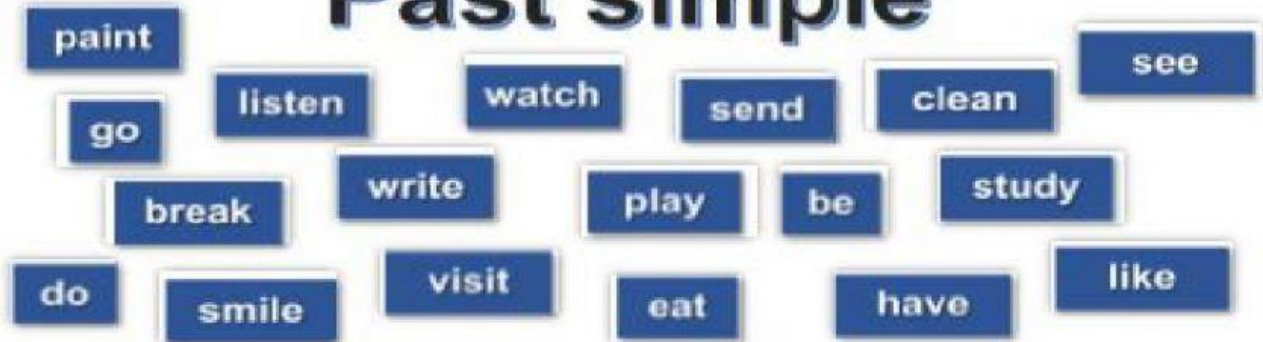 Past simple
paint
see
listen
watch
send
clean
go
break
write
play
be
study
do
smile
visit
eat
have
like